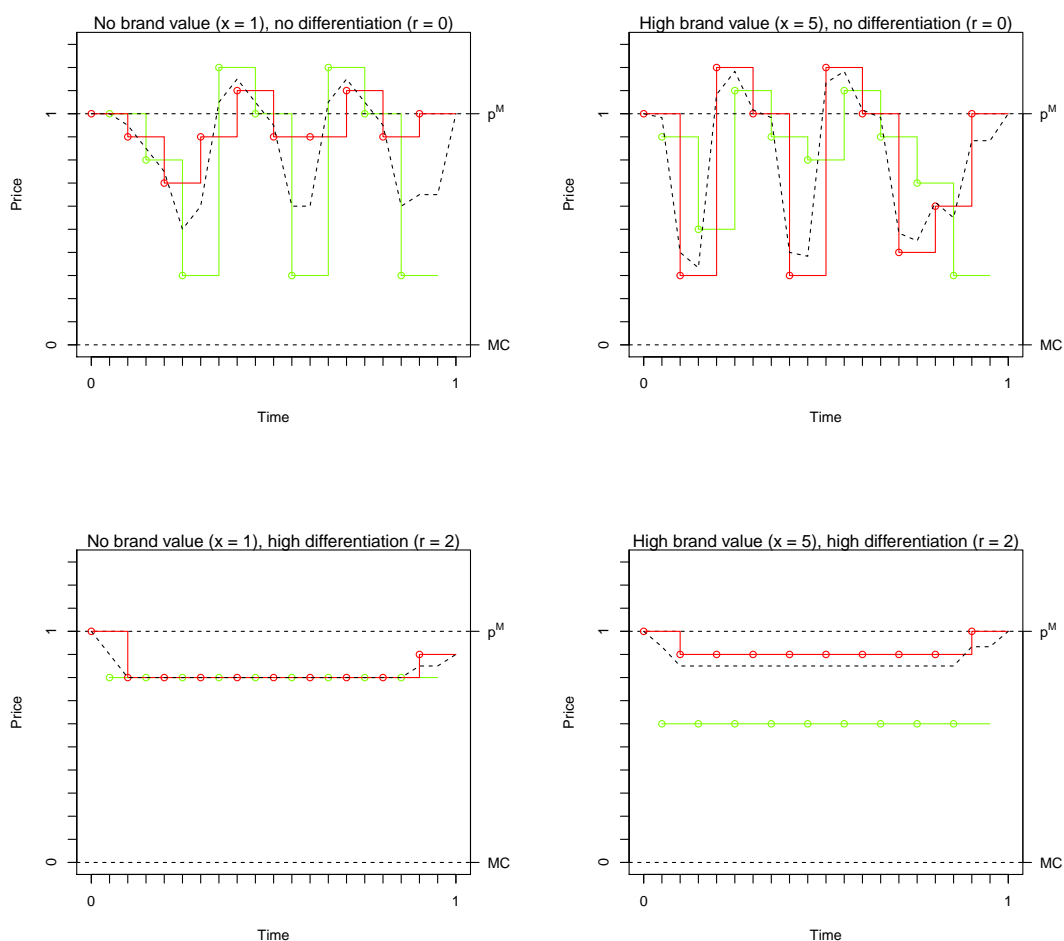 No brand value (x = 1), no differentiation (r = 0)
Price
1
0
p^M
MC
0
1
Time
High brand value (x = 5), no differentiation (r = 0)
Price
1
0
p^M
MC
0
1
Time
No brand value (x = 1), high differentiation (r = 2)
Price
1
0
p^M
MC
0
1
Time
High brand value (x = 5), high differentiation (r = 2)
Price
1
0
p^M
MC
0
1
Time